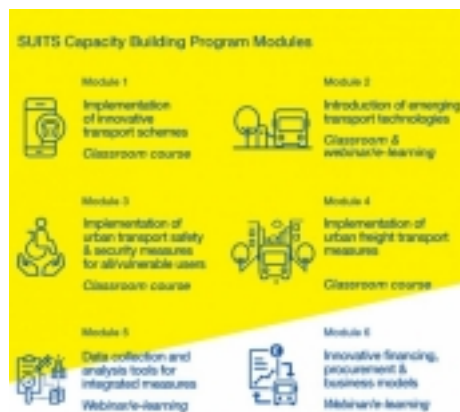 SUITS Capacity Building Program Modules
Module 1
Implementation
of innovative
transport schemes
Classroom course
Module 2
Introduction of emerging
transport technologies
Classroom &
webinar/e-learning
Module 3
Implementation of
urban transport safety
& security measures
for all/vulnerable users
Classroom course
Module 4
Implementation of
urban freight transport
measures
Classroom course
Module 5
Data collection and
analysis tools for
integrated measures
Webinar/e-learning
Module 6
Innovative financing,
procurement &
business models
Webinar/e-learning